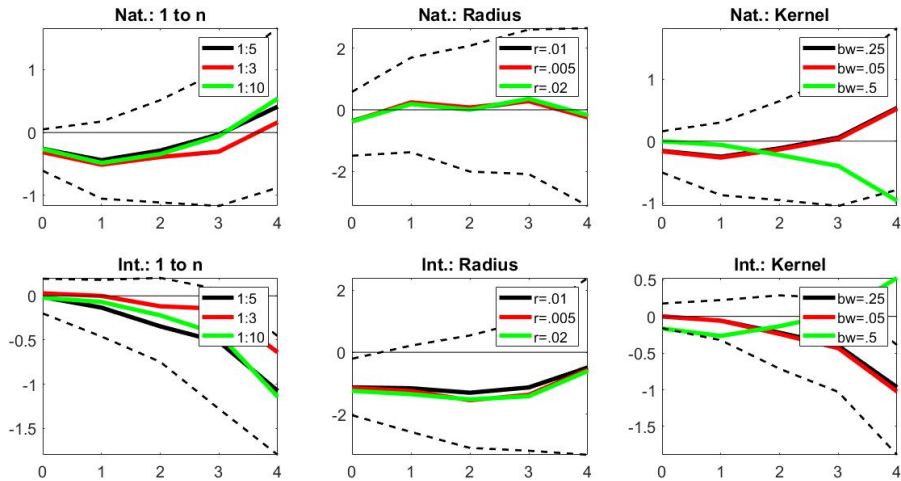 Nat.: 1 to n
1
0
-1
0 1 2 3 4
1:5
1:3
1:10
Nat.: Radius
2
0
-2
0 1 2 3 4
r=.01
r=.005
r=.02
Nat.: Kernel
1
0
-1
0 1 2 3 4
bw=.25
bw=.05
bw=.5
Int.: 1 to n
0
-0.5
-1
-1.5
0 1 2 3 4
1:5
1:3
1:10
Int.: Radius
2
0
-2
0 1 2 3 4
r=.01
r=.005
r=.02
Int.: Kernel
0.5
0
-0.5
-1
-1.5
0 1 2 3 4
bw=.25
bw=.05
bw=.5